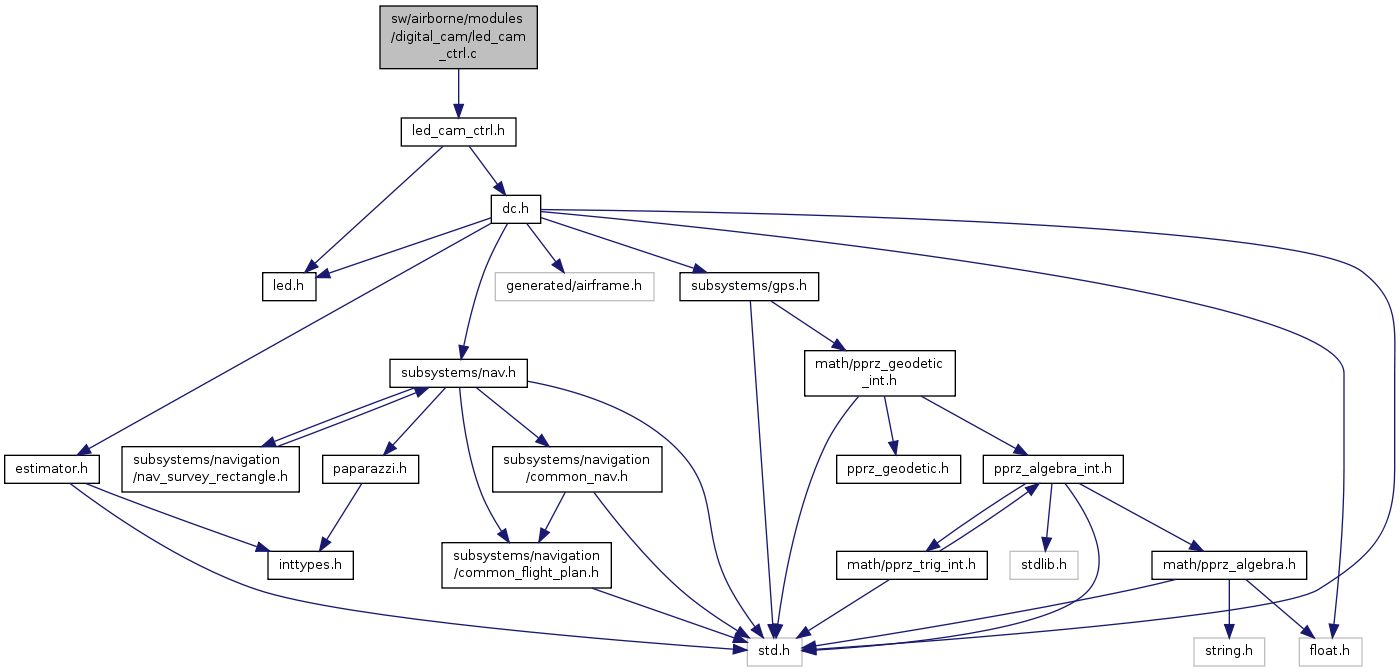 sw/airborne/modules
/digital_cam/led_cam
_ctrl.c
led_cam_ctrl.h
dc.h
led.h
generated/airframe.h
subsystems/gps.h
subsystems/nav.h
math/pprz_geodetic
_int.h
estimator.h
subsystems/navigation
/nav_survey_rectangle.h
paparazzi.h
subsystems/navigation
/common_nav.h
pprz_geodetic.h
pprz_algebra_int.h
inttypes.h
subsystems/navigation
/common_flight_plan.h
math/pprz_trig_int.h
stdlib.h
math/pprz_algebra.h
std.h
string.h
float.h